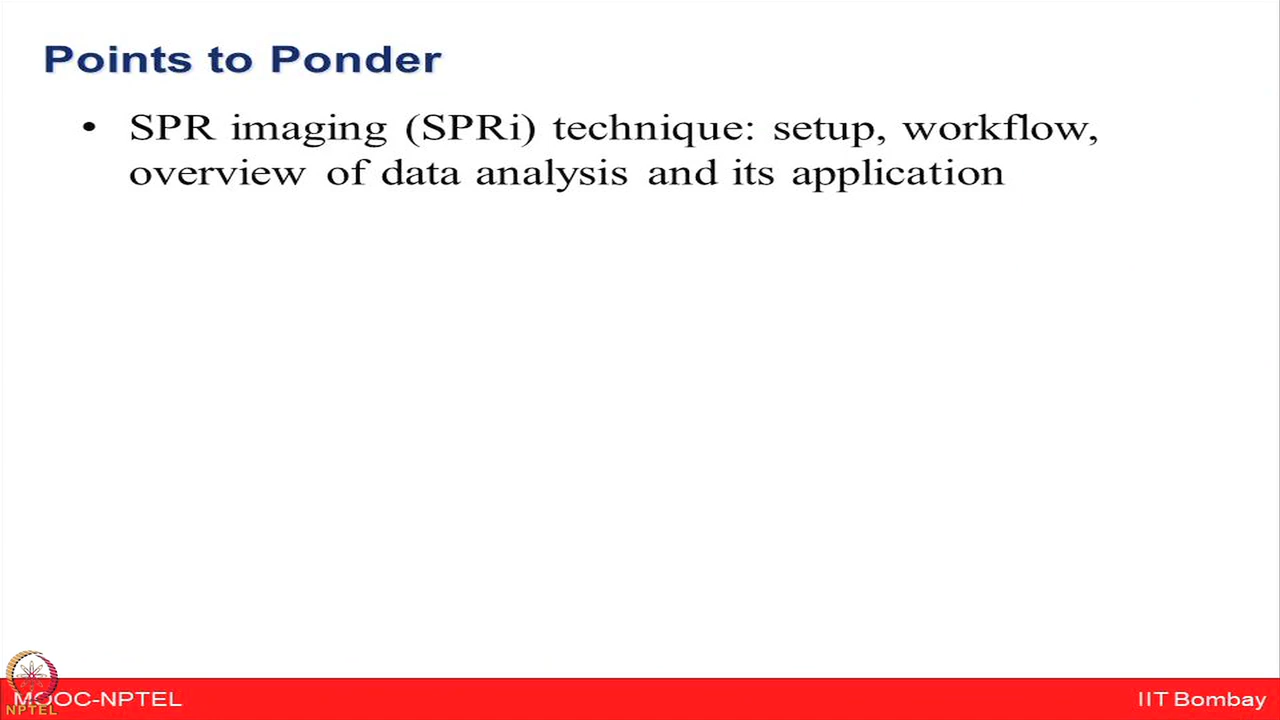 Points to Ponder
• SPR imaging (SPRi) technique: setup, workflow,
overview of data analysis and its application
MOOC-NPTEL
NPTEL
IIT Bombay